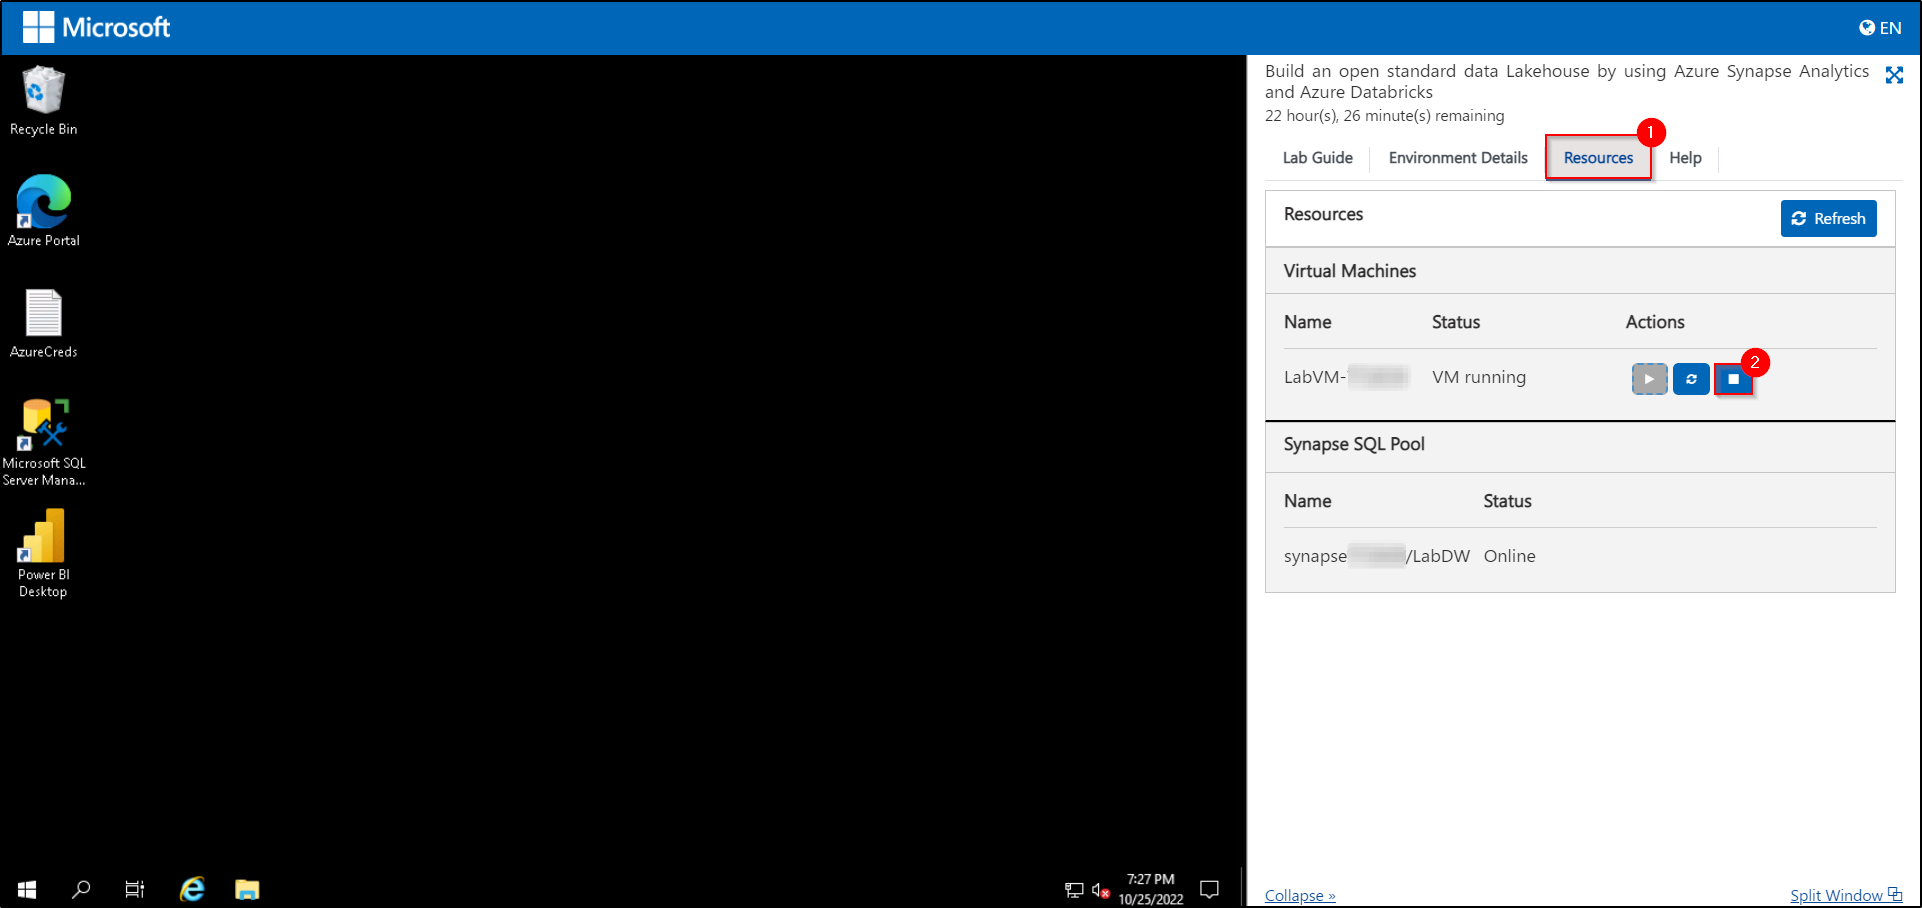 Microsoft
EN
Recycle Bin
Azure Portal
AzureCreds
Microsoft SQL
Server Mana...
Power BI
Desktop
7:27 PM
10/25/2022
Build an open standard data Lakehouse by using Azure Synapse Analytics
and Azure Databricks
22 hour(s), 26 minute(s) remaining
1
Lab Guide
Environment Details
Resources
Help
Resources
Refresh
Virtual Machines
Name
Status
Actions
2
LabVM-
VM running
Synapse SQL Pool
Name
Status
synapse /LabDW
Online
Collapse »
Split Window